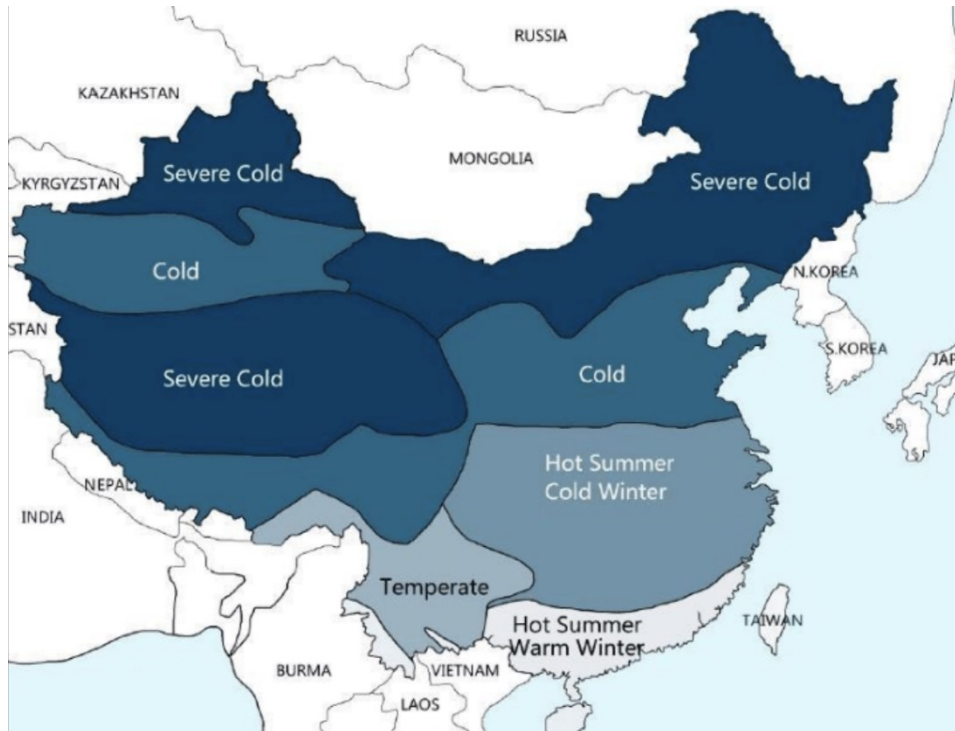 RUSSIA
KAZAKHSTAN
MONGOLIA
Severe Cold
KYRGYZSTAN
Severe Cold
Cold
N.KOREA
STAN
S.KOREA
JAP
Severe Cold
Cold
Hot Summer
Cold Winter
NEPAL
INDIA
Temperate
TAIWAN
Hot Summer
Warm Winter
BURMA
VIETNAM
LAOS